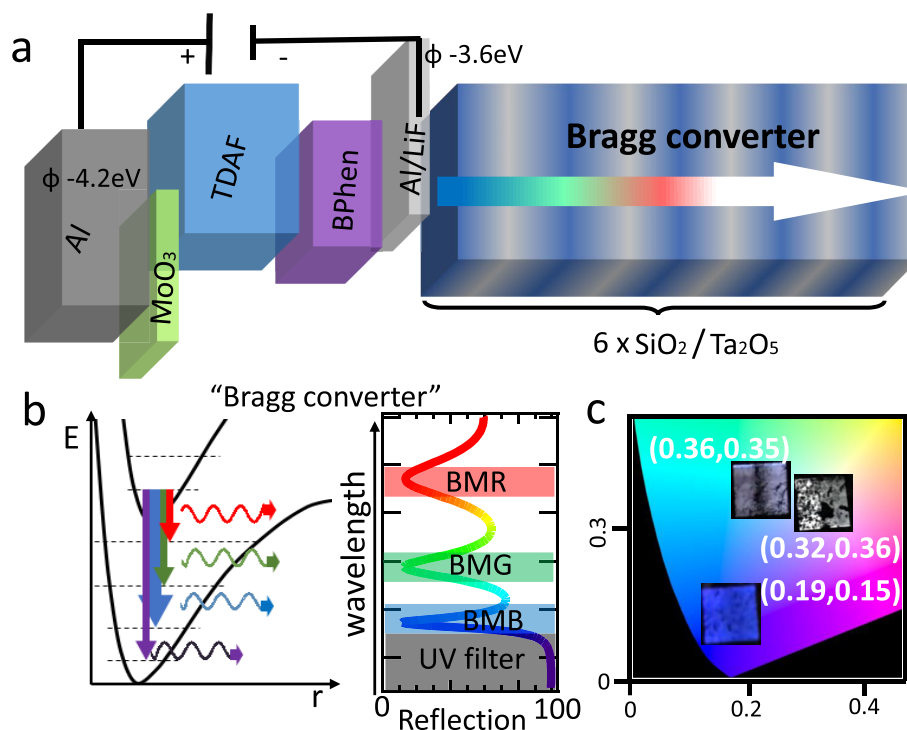 a
+
-
ϕ -3.6eV
ϕ -4.2eV
Al
MoO₃
TDAF
BPhen
Al/LiF
Bragg converter
6 x SiO₂ / Ta₂O₅
b
“Bragg converter”
E
r
wavelength
BMR
BMG
BMB
UV filter
0
100
Reflection
c
(0.36,0.35)
(0.32,0.36)
(0.19,0.15)
0.3
0
0
0.2
0.4